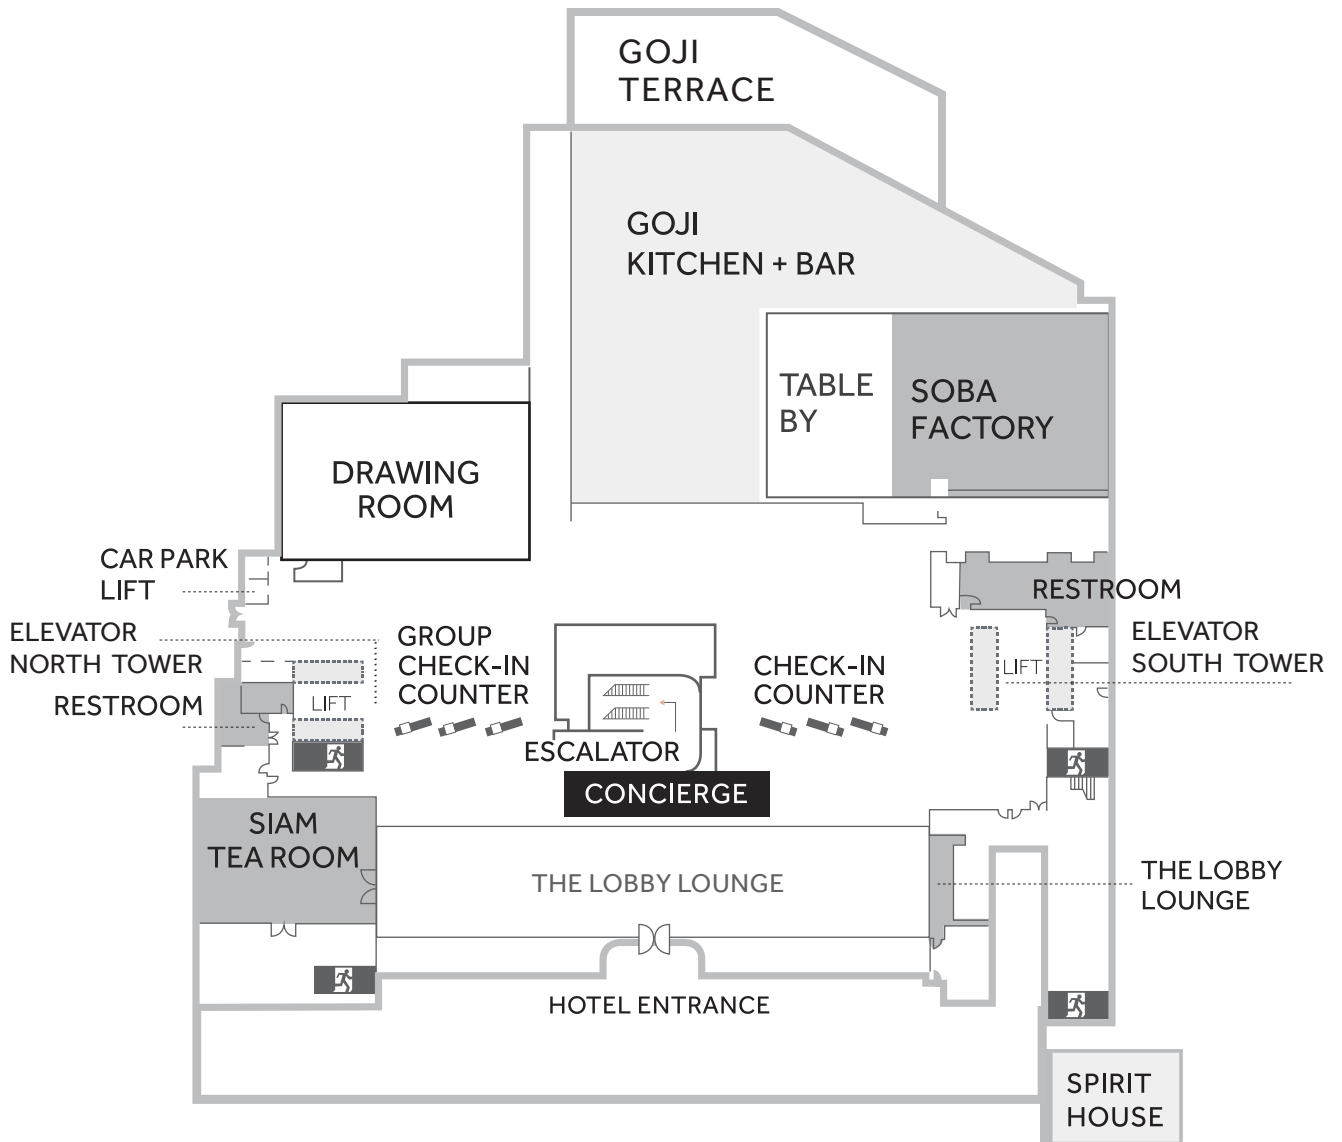 GOJI
TERRACE
GOJI
KITCHEN + BAR
TABLE
BY
SOBA
FACTORY
DRAWING
ROOM
CAR PARK
LIFT
RESTROOM
ELEVATOR
NORTH TOWER
GROUP
CHECK-IN
COUNTER
CHECK-IN
COUNTER
LIFT
ELEVATOR
SOUTH TOWER
RESTROOM
LIFT
ESCALATOR
CONCIERGE
SIAM
TEA ROOM
THE LOBBY LOUNGE
THE LOBBY
LOUNGE
HOTEL ENTRANCE
SPIRIT
HOUSE